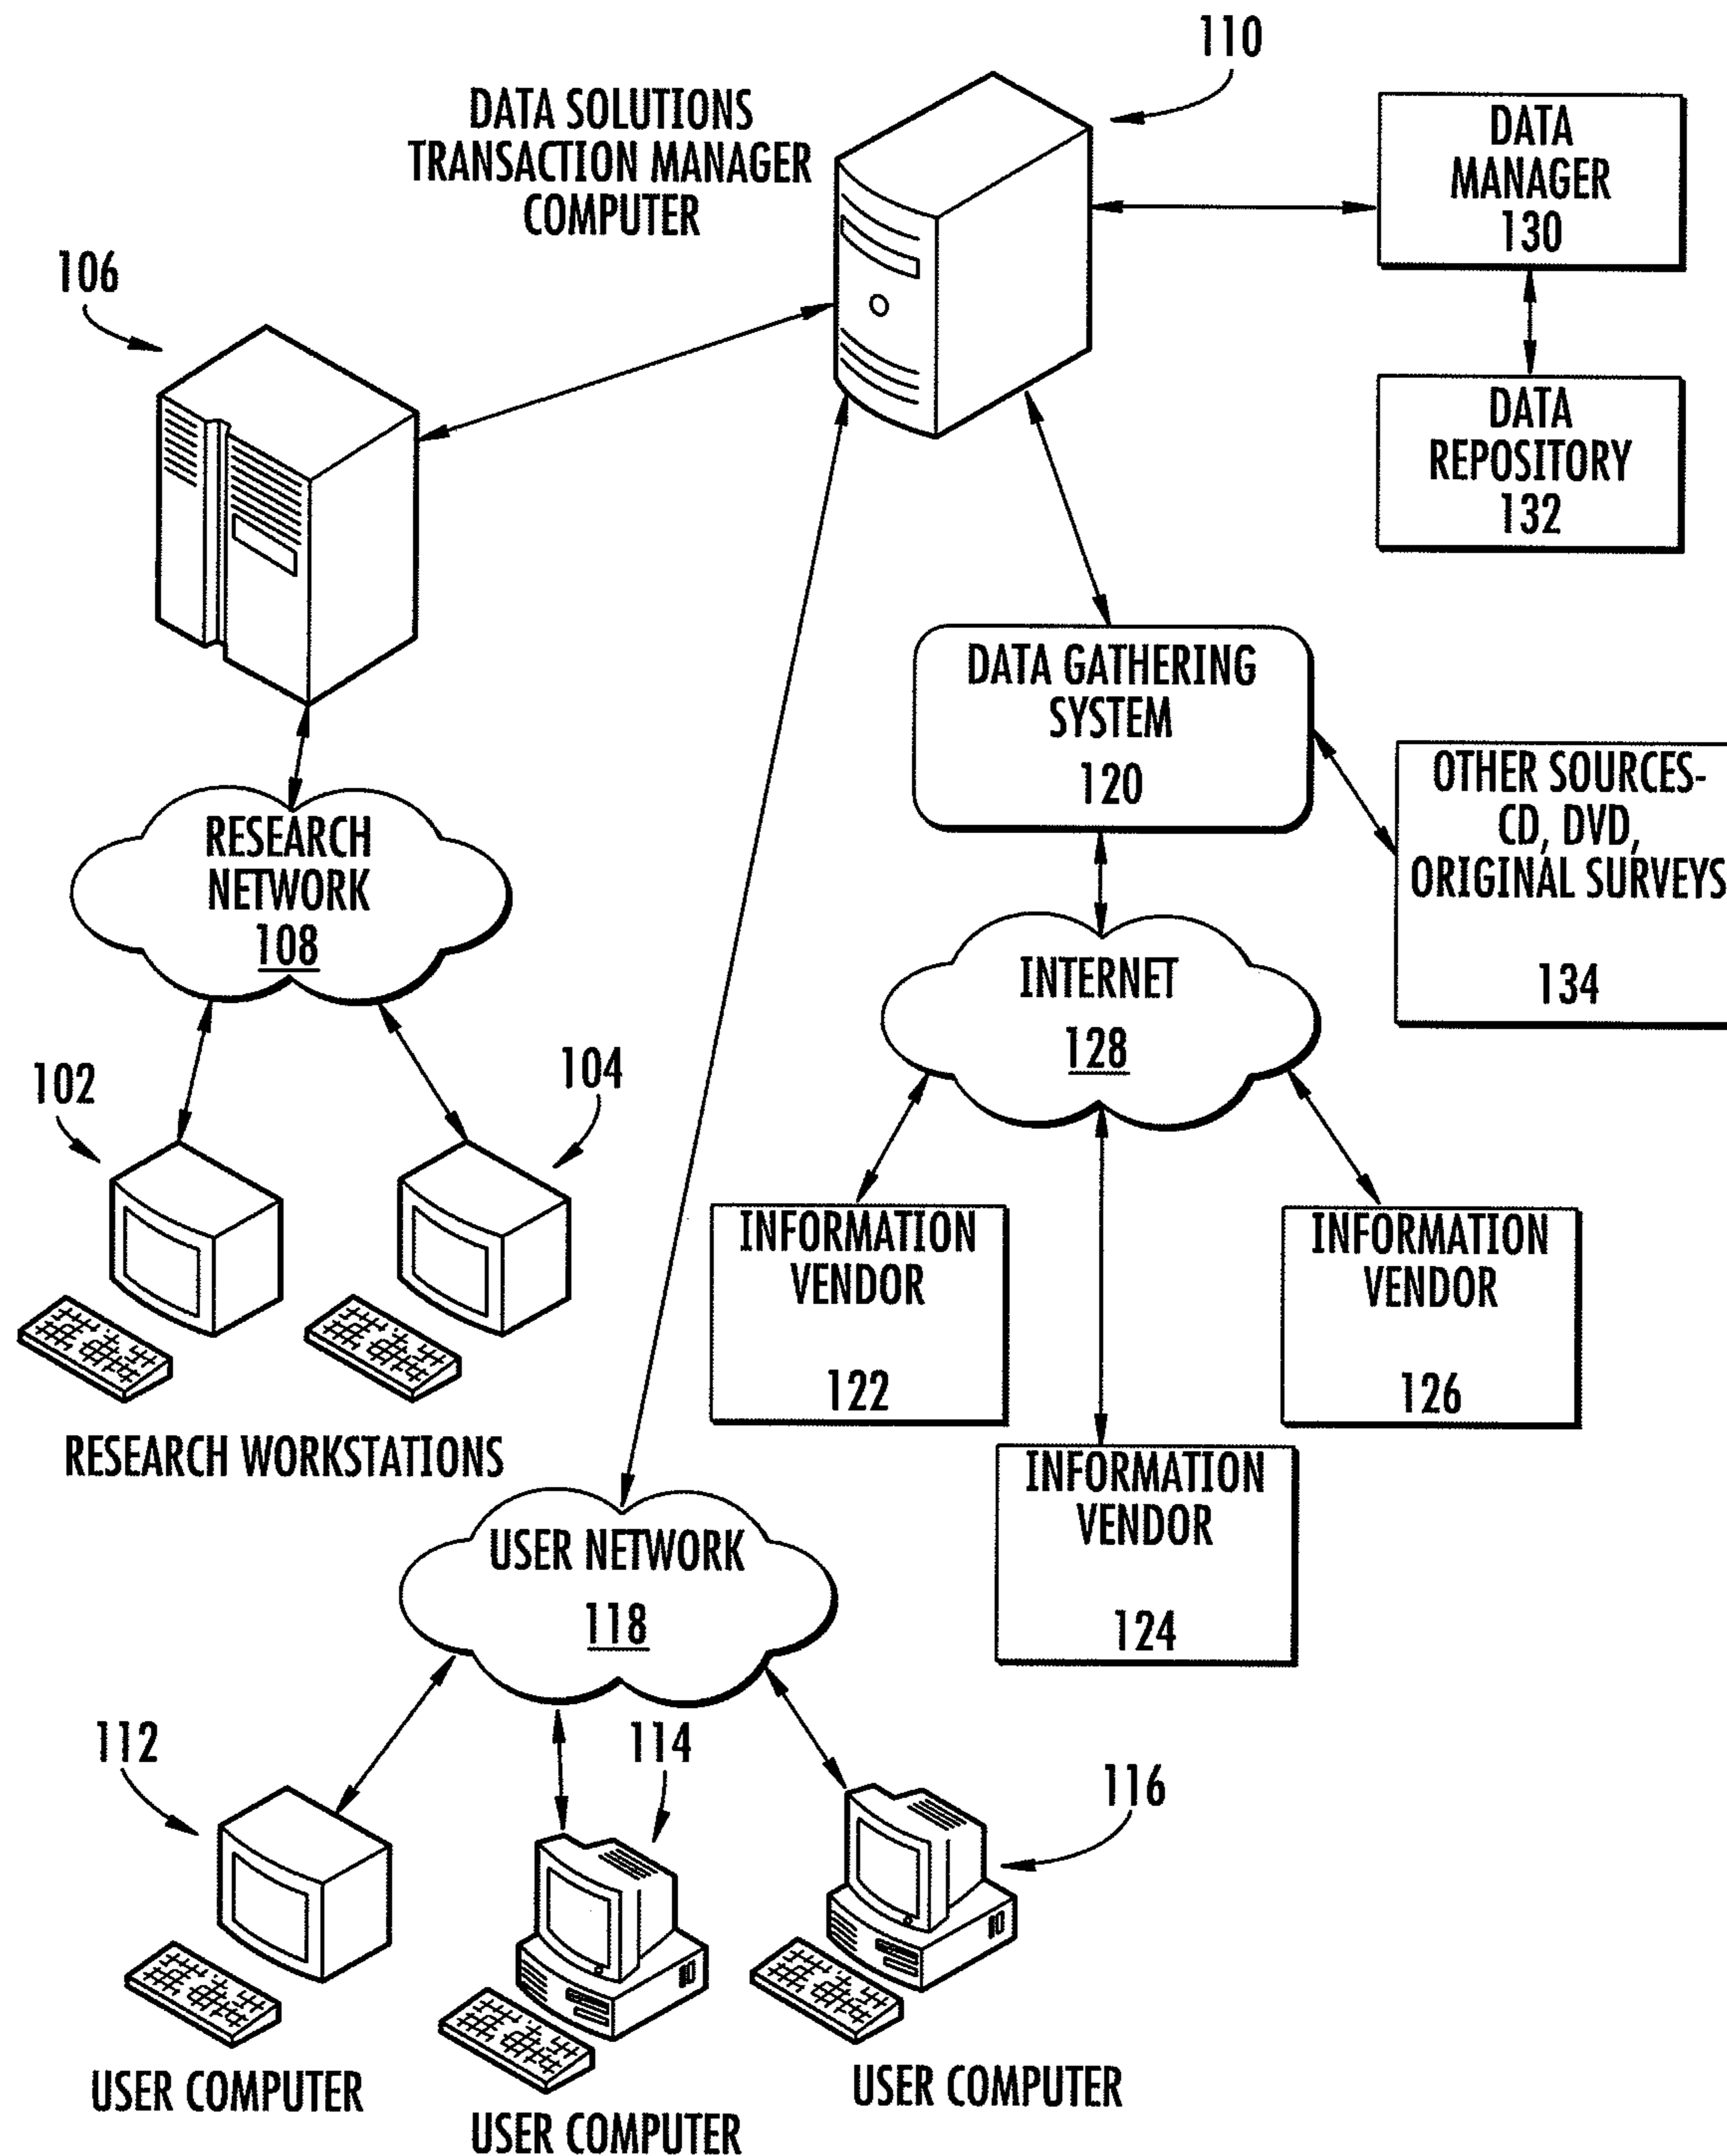 110
DATA SOLUTIONS
TRANSACTION MANAGER
COMPUTER
DATA
MANAGER
130
106
DATA
REPOSITORY
132
DATA GATHERING
SYSTEM
120
OTHER SOURCES-
CD, DVD,
ORIGINAL SURVEYS
134
RESEARCH
NETWORK
108
INTERNET
128
102
104
INFORMATION
VENDOR
122
INFORMATION
VENDOR
126
RESEARCH WORKSTATIONS
INFORMATION
VENDOR
124
USER NETWORK
118
112
114
116
USER COMPUTER
USER COMPUTER
USER COMPUTER